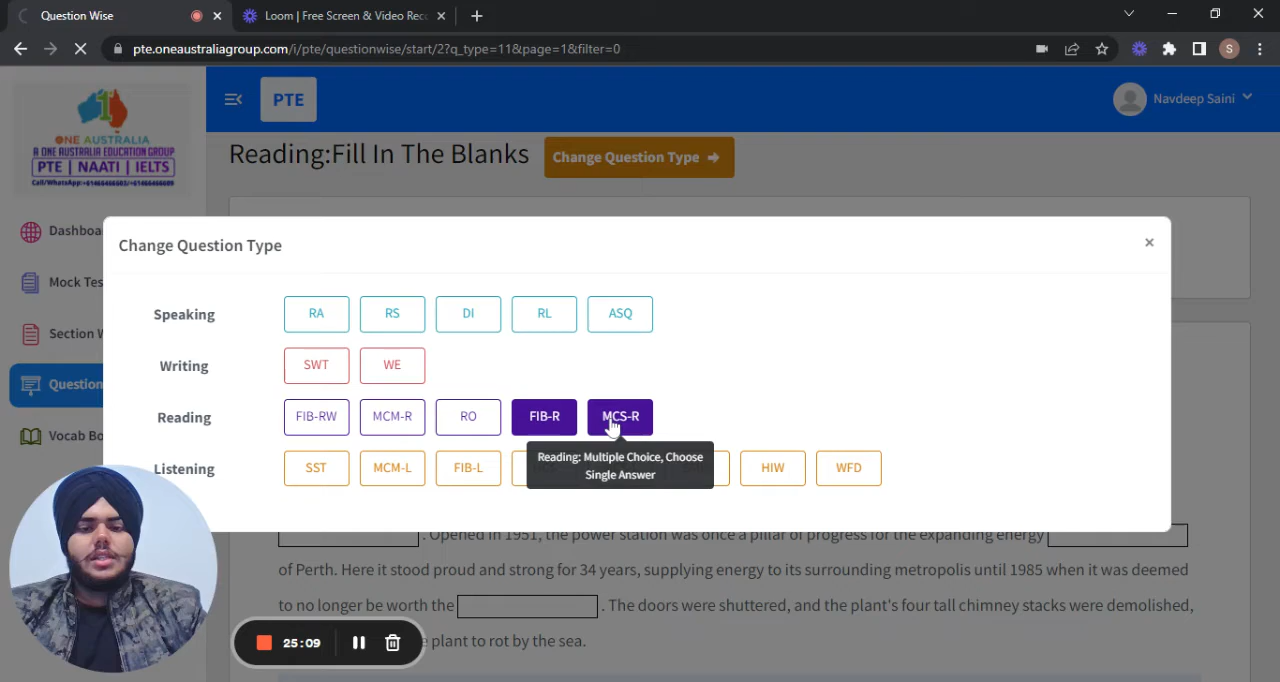 Question Wise
Loom | Free Screen & Video Rec
pte.oneaustraliagroup.com/i/pte/questionwise/start/2?q_type=11&page=1&filter=0
S
1
ONE AUSTRALIA
A ONE AUSTRALIA EDUCATION GROUP
PTE | NAATI | IELTS
PTE
Navdeep Saini
Reading:Fill In The Blanks
Change Question Type
Dashboa
Mock Tes
Section W
Question
Vocab Bo
Change Question Type
×
Speaking
RA
RS
DI
RL
ASQ
Writing
SWT
WE
Reading
FIB-RW
MCM-R
RO
FIB-R
MCS-R
Reading: Multiple Choice, Choose
Single Answer
Listening
SST
MCM-L
FIB-L
HIW
WFD
. Opened in 1951, the power station was once a pillar of progress for the expanding energy
of Perth. Here it stood proud and strong for 34 years, supplying energy to its surrounding metropolis until 1985 when it was deemed
to no longer be worth the
. The doors were shuttered, and the plant's four tall chimney stacks were demolished,
e plant to rot by the sea.
25:09